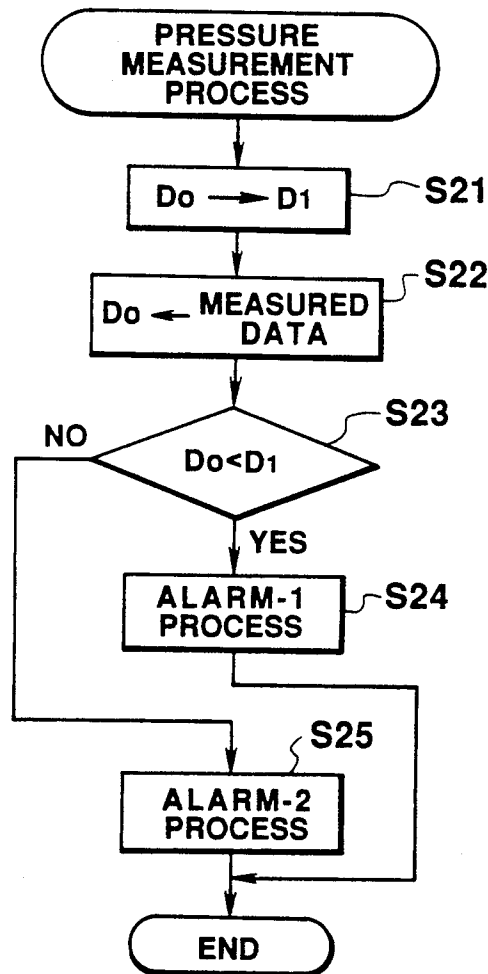 PRESSURE
MEASUREMENT
PROCESS
Do → D1
S21
Do ← MEASURED
DATA
S22
Do<D1
S23
NO
YES
ALARM-1
PROCESS
S24
S25
ALARM-2
PROCESS
END